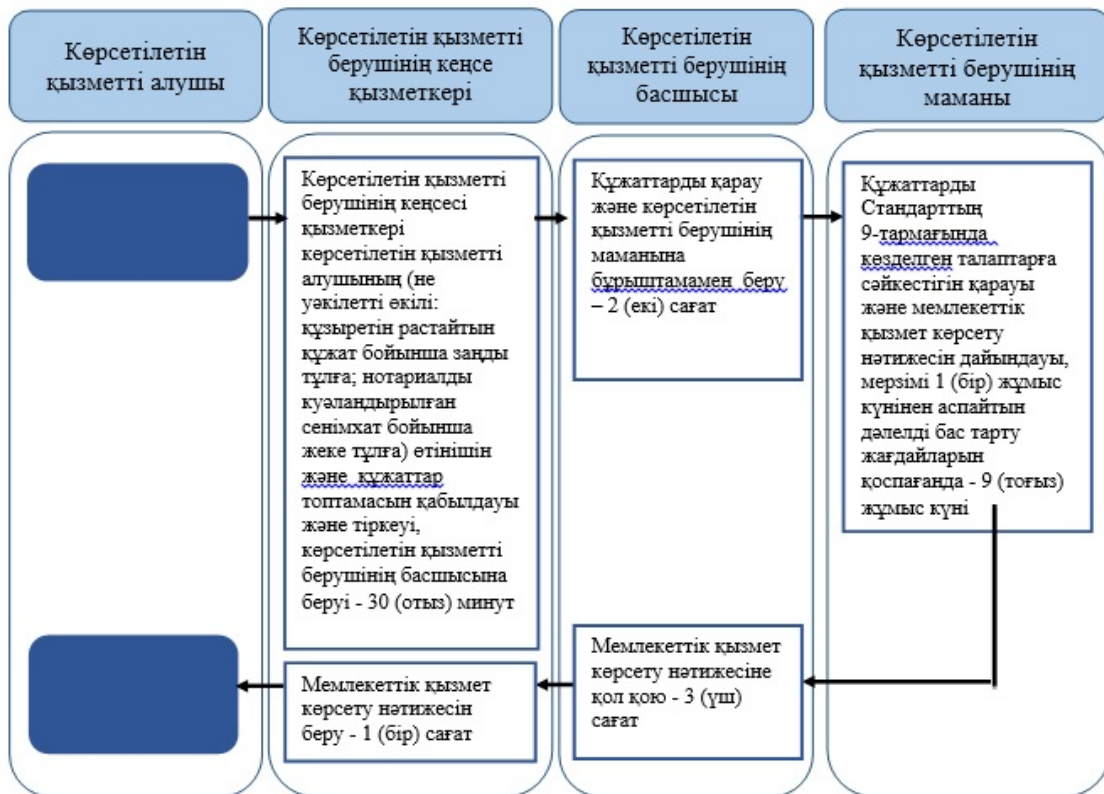 Көрсетілетін
қызметті алушы
Көрсетілетін қызметті
берушінің кеңсе
қызметкері
Көрсетілетін
қызметті берушінің
басшысы
Көрсетілетін
қызметті берушінің
маманы
Көрсетілетін қызметті
берушінің кеңсесі
қызметкері
көрсетілетін қызметті
алушының (не
уәкілетті өкілі:
құзыретін растайтын
құжат бойынша заңды
тұлға; нотариалды
куәландырылған
сенімхат бойынша
жеке тұлға) өтінішін
және құжаттар
топтамасын қабылдауы
және тіркеуі,
көрсетілетін қызметті
берушінің басшысына
беруі - 30 (отыз) минут
Құжаттарды қарау
және көрсетілетін
қызметті берушінің
маманына
бұрыштамамен беру
– 2 (екі) сағат
Құжаттарды
Стандарттың
9-тармағында
көзделген талаптарға
сәйкестігін қарауы
және мемлекеттік
қызмет көрсету
нәтижесін дайындауы,
мерзімі 1 (бір) жұмыс
күнінен аспайтын
дәлелді бас тарту
жағдайларын
қоспағанда - 9 (тоғыз)
жұмыс күні
Мемлекеттік қызмет
көрсету нәтижесіне
қол қою - 3 (үш)
сағат
Мемлекеттік қызмет
көрсету нәтижесін
беру - 1 (бір) сағат